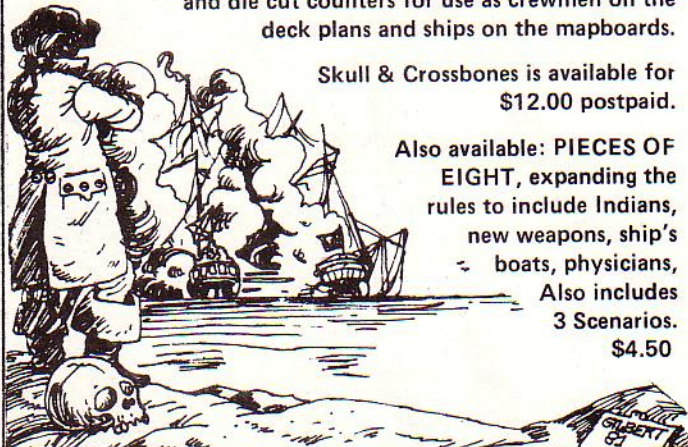 and die cut counters for use as crewmen on the
deck plans and ships on the mapboards.
Skull & Crossbones is available for
$12.00 postpaid.
Also available: PIECES OF
EIGHT, expanding the
rules to include Indians,
new weapons, ship's
boats, physicians,
Also includes
3 Scenarios.
$4.50
GILBERT